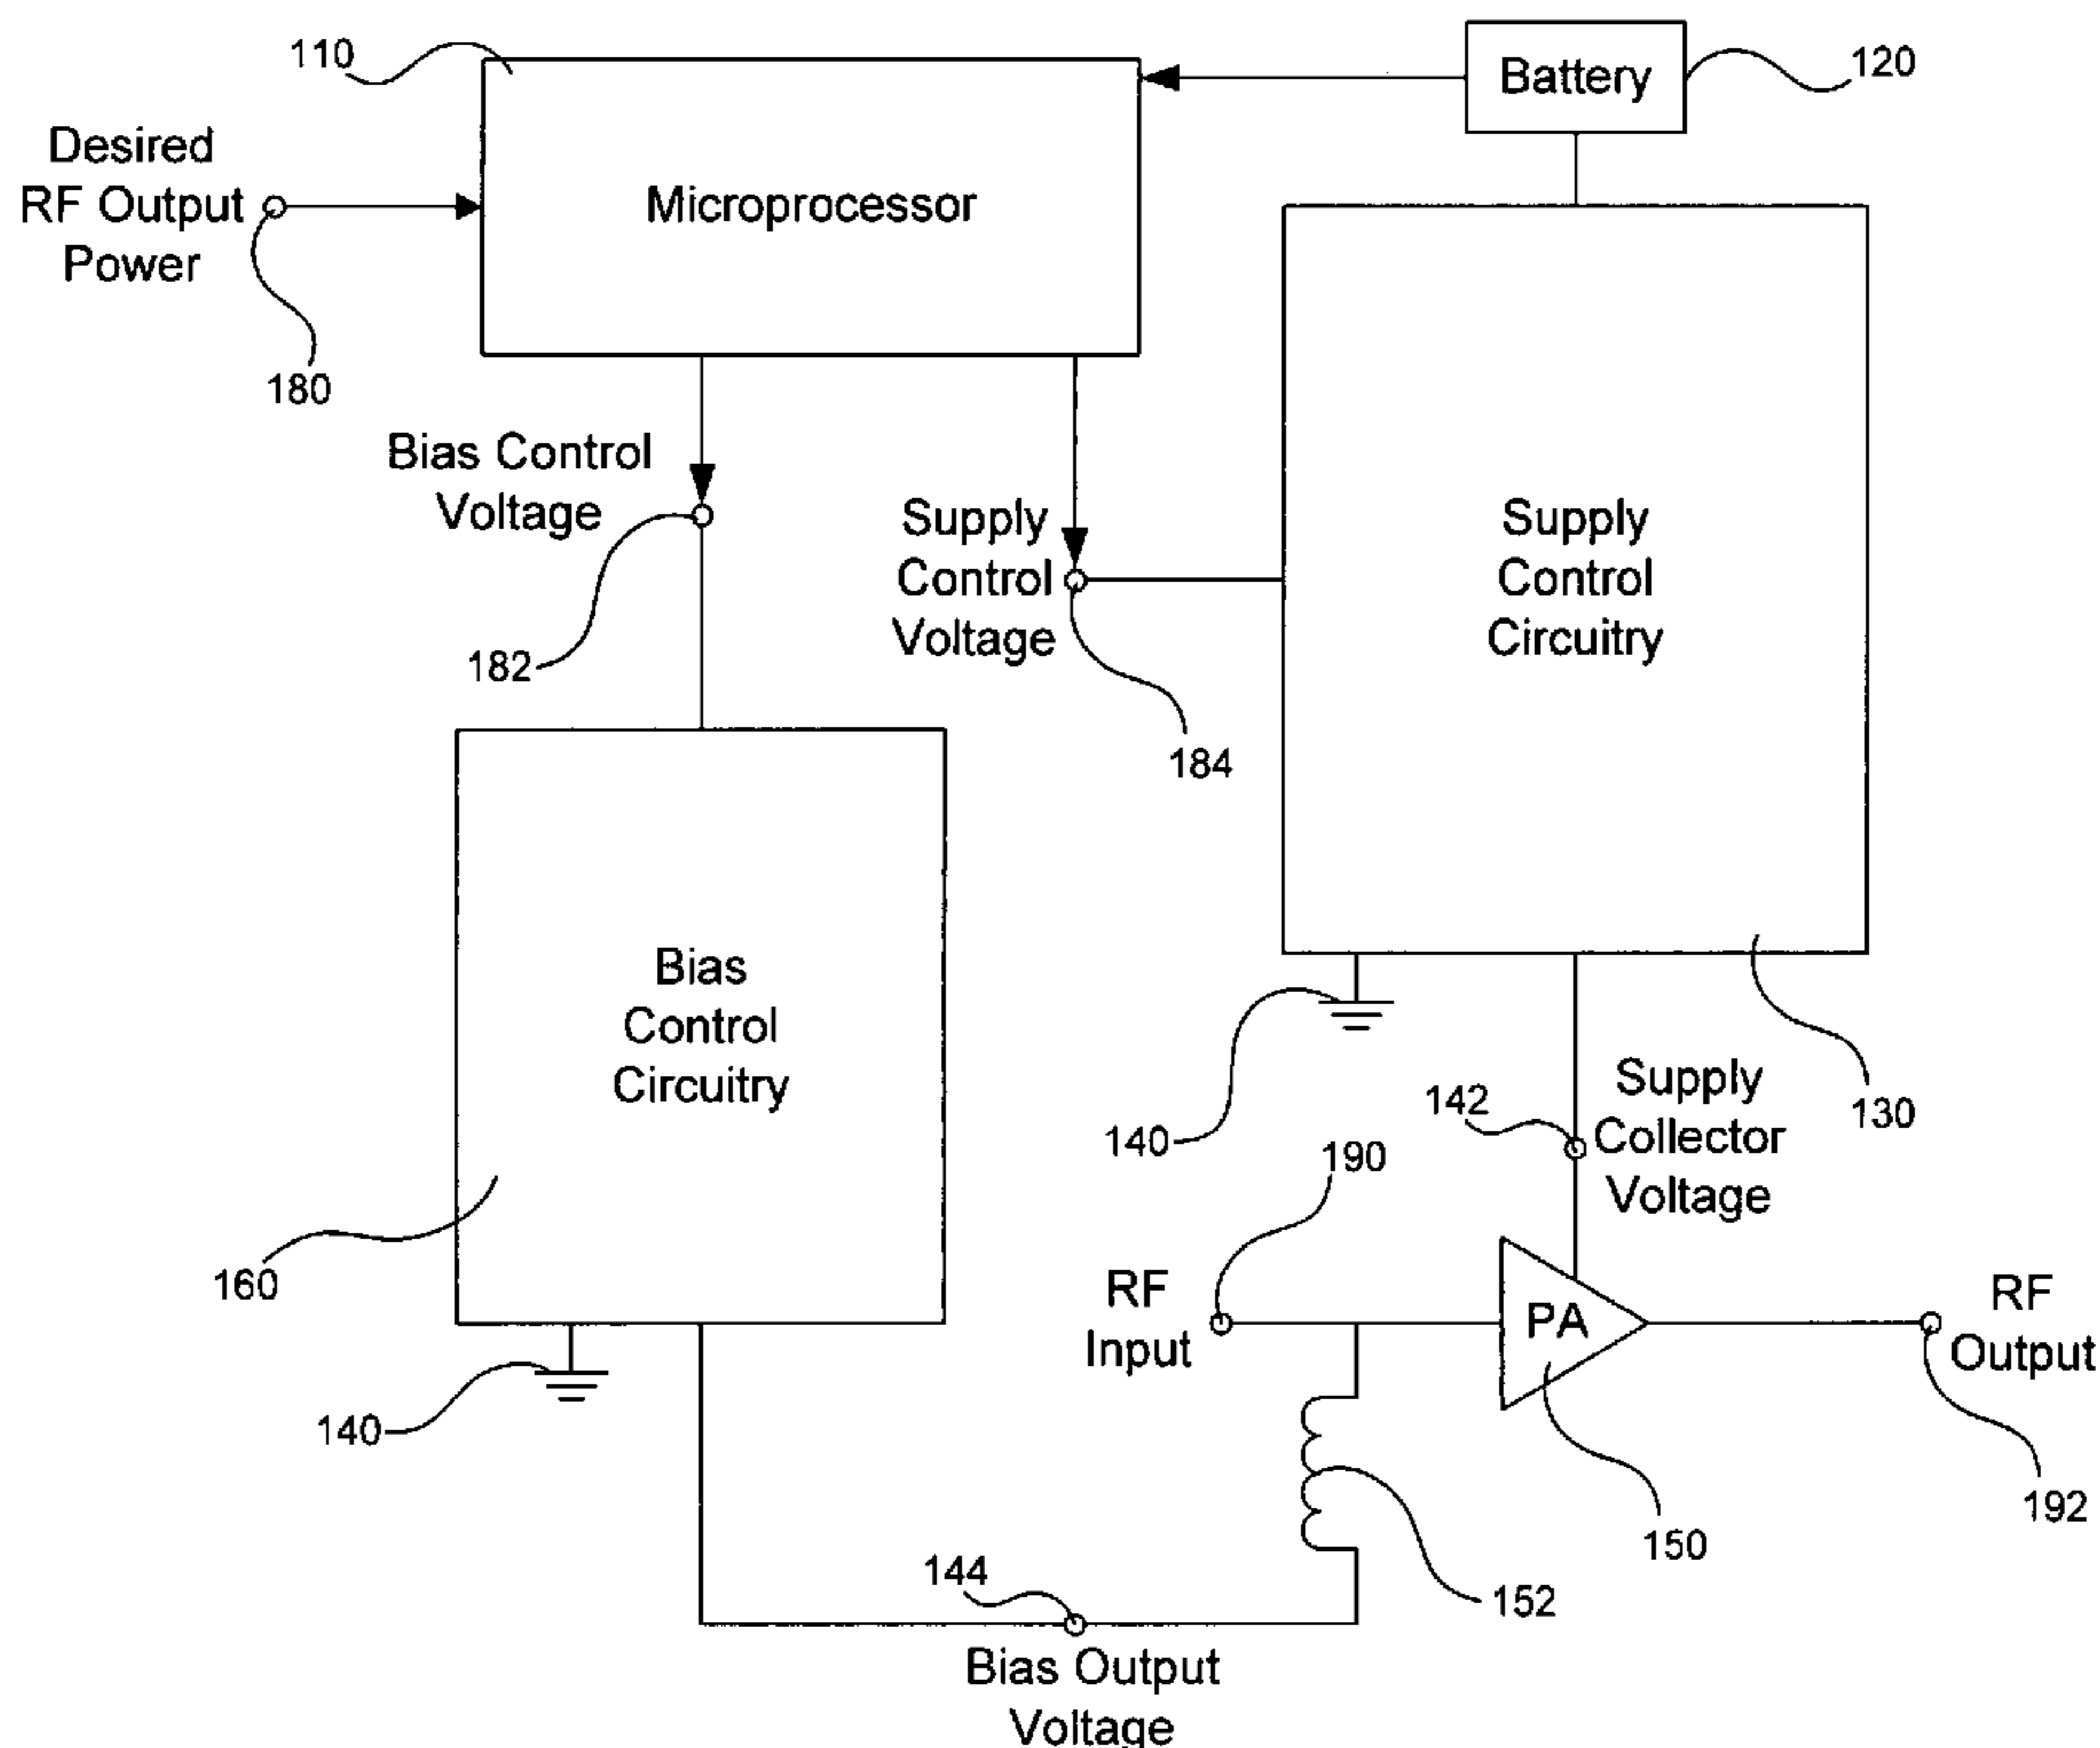 110
Battery
120
Desired
RF Output
Power
Microprocessor
180
Bias Control
Voltage
182
Supply
Control
Voltage
184
Supply
Control
Circuitry
Bias
Control
Circuitry
140
142
Supply
Collector
Voltage
130
190
160
RF
Input
PA
RF
Output
140
192
150
144
152
Bias Output
Voltage